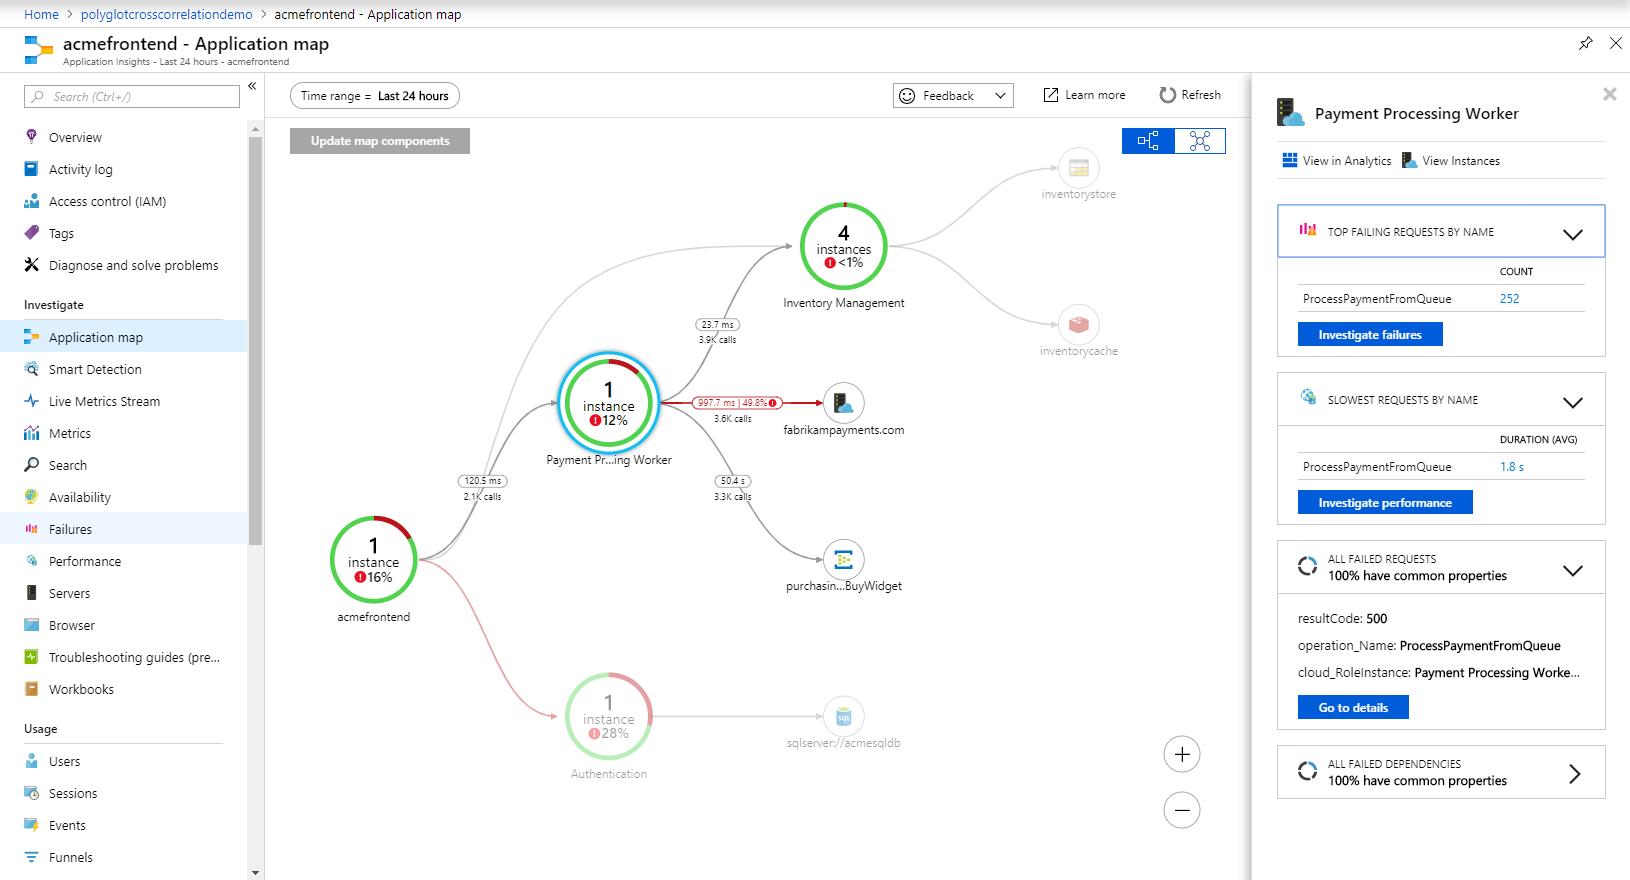 Home > polyglotcrosscorrelationdemo > acmefrontend - Application map
acmefrontend - Application map
Application Insights - Last 24 hours - acmefrontend
Search (Ctrl+/)
«
Overview
Activity log
Access control (IAM)
Tags
Diagnose and solve problems
Investigate
Application map
Smart Detection
Live Metrics Stream
Metrics
Search
Availability
Failures
Performance
Servers
Browser
Troubleshooting guides (pre...
Workbooks
Usage
Users
Sessions
Events
Funnels
Time range = Last 24 hours
Feedback
Learn more
Refresh
Update map components
inventorystore
4
instances
<1%
Inventory Management
23.7 ms
3.9K calls
inventorycache
1
instance
12%
Payment Pr...ing Worker
997.7 ms | 49.8%
3.6K calls
fabrikampayments.com
120.5 ms
2.1K calls
50.4 s
3.3K calls
1
instance
16%
acmefrontend
purchasin...BuyWidget
1
instance
28%
Authentication
SQL
sqlserver://acmesqldb
Payment Processing Worker
View in Analytics
View Instances
TOP FAILING REQUESTS BY NAME
COUNT
ProcessPaymentFromQueue 252
Investigate failures
SLOWEST REQUESTS BY NAME
DURATION (AVG)
ProcessPaymentFromQueue 1.8 s
Investigate performance
ALL FAILED REQUESTS
100% have common properties
resultCode: 500
operation_Name: ProcessPaymentFromQueue
cloud_RoleInstance: Payment Processing Worke...
Go to details
ALL FAILED DEPENDENCIES
100% have common properties